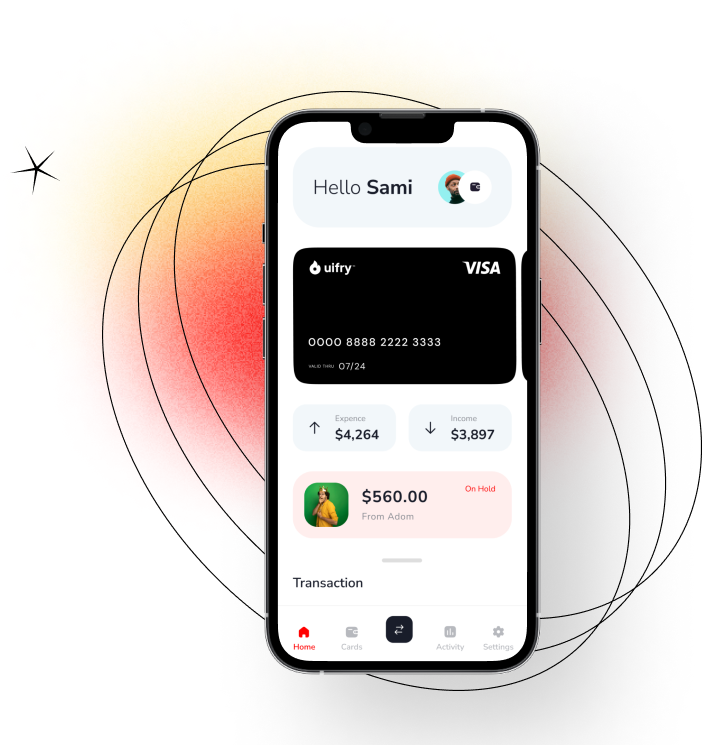 Hello Sami
uifry™
VISA
0000 8888 2222 3333
VALID THRU 07/24
Expence
$4,264
Income
$3,897
$560.00
On Hold
From Adom
Transaction
Home
Cards
Activity
Settings